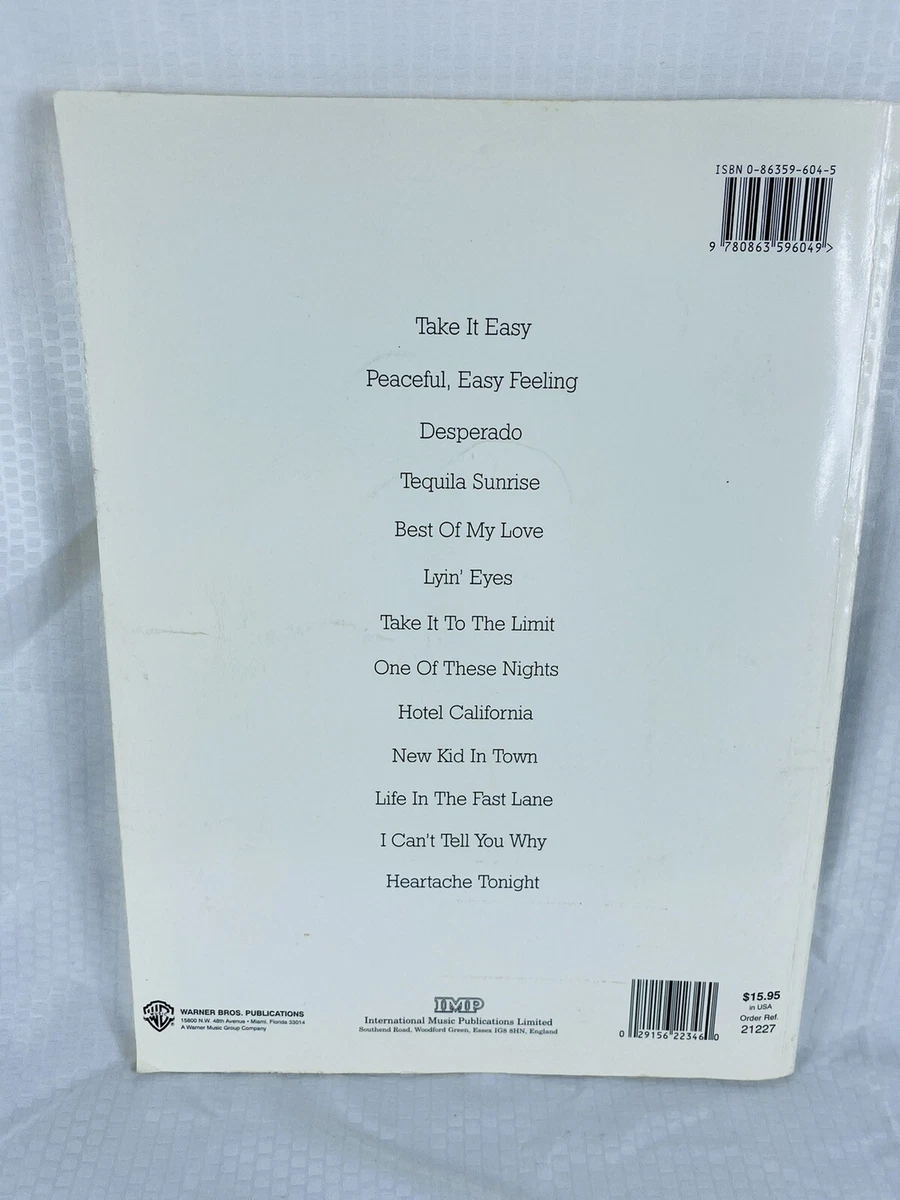 ISBN 0-86359-604-5
9 780863 596049 >
Take It Easy
Peaceful, Easy Feeling
Desperado
Tequila Sunrise
Best Of My Love
Lyin' Eyes
Take It To The Limit
One Of These Nights
Hotel California
New Kid In Town
Life In The Fast Lane
I Can't Tell You Why
Heartache Tonight
WB
WARNER BROS. PUBLICATIONS
15800 N.W. 48th Avenue • Miami, Florida 33014
A Warner Music Group Company
IMP
International Music Publications Limited
Southend Road, Woodford Green, Essex IG8 8HN, England
0 29156 22346 0
$15.95
in USA
Order Ref.
21227